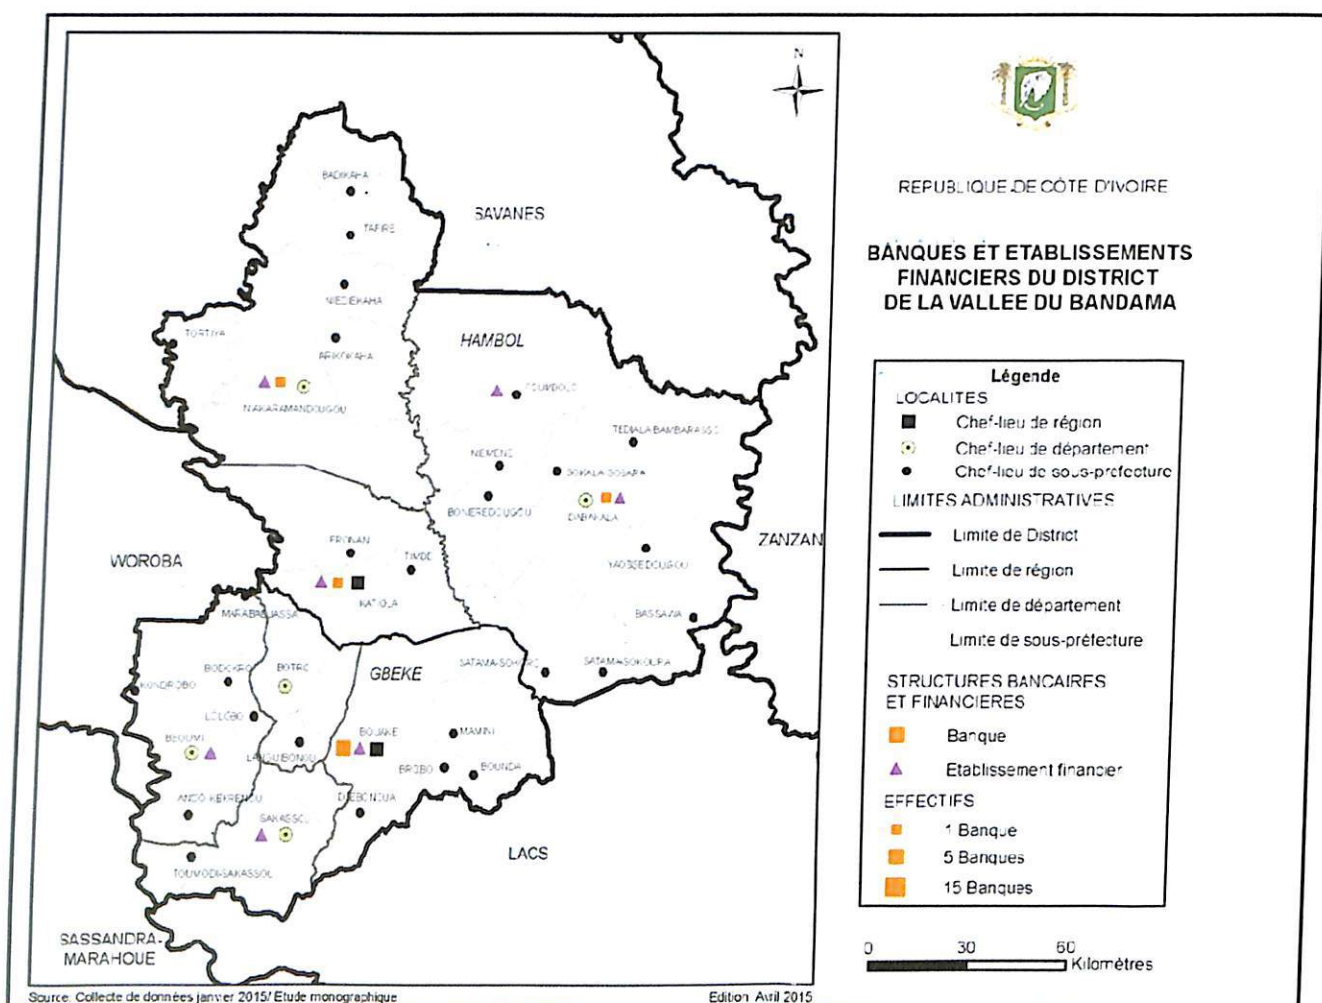 N
REPUBLIQUE DE CÔTE D'IVOIRE
BANQUES ET ETABLISSEMENTS
FINANCIERS DU DISTRICT
DE LA VALLEE DU BANDAMA
BADIKAHA
TAFIRE
SAVANES
NIEDIEKAHA
TORTIYA
ARIKOKAHA
HAMBOL
NIAKARAMANDOUGOU
FOUMBOLO
TEDIALA BAMBARASSO
NIEMENE
SOKALA-SOBARA
BONIEREDOUGOU
DABAKALA
ZANZAN
WOROBA
FRONAN
TIMBE
YAOSSEDOUGOU
KATIOLA
MARABADIASSA
BASSAWA
BODOKRO
BOTRO
GBEKE
SATAMA-SOKORO
SATAMA-SOKOURA
KONDROBO
LOLOBO
BEOUMI
LANGUIBONOU
BOUAKE
MAMINI
BROBO
BOUNDA
ANDO-KEKRENOU
DJEBONOUA
SAKASSOU
TOUMODI-SAKASSOU
LACS
SASSANDRA-
MARAHOUE
Légende
LOCALITES
Chef-lieu de région
Chef-lieu de département
Chef-lieu de sous-préfecture
LIMITES ADMINISTRATIVES
Limite de District
Limite de région
Limite de département
Limite de sous-préfecture
STRUCTURES BANCAIRES
ET FINANCIERES
Banque
Etablissement financier
EFFECTIFS
1 Banque
5 Banques
15 Banques
0 30 60
Kilomètres
Source: Collecte de données janvier 2015/ Etude monographique
Edition: Avril 2015